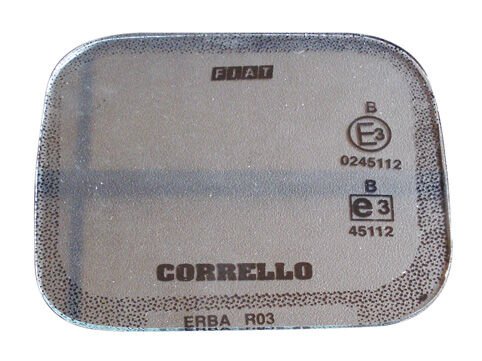 FIAT
B
E3
0245112
B
e3
45112
CORRELLO
ERBA R03